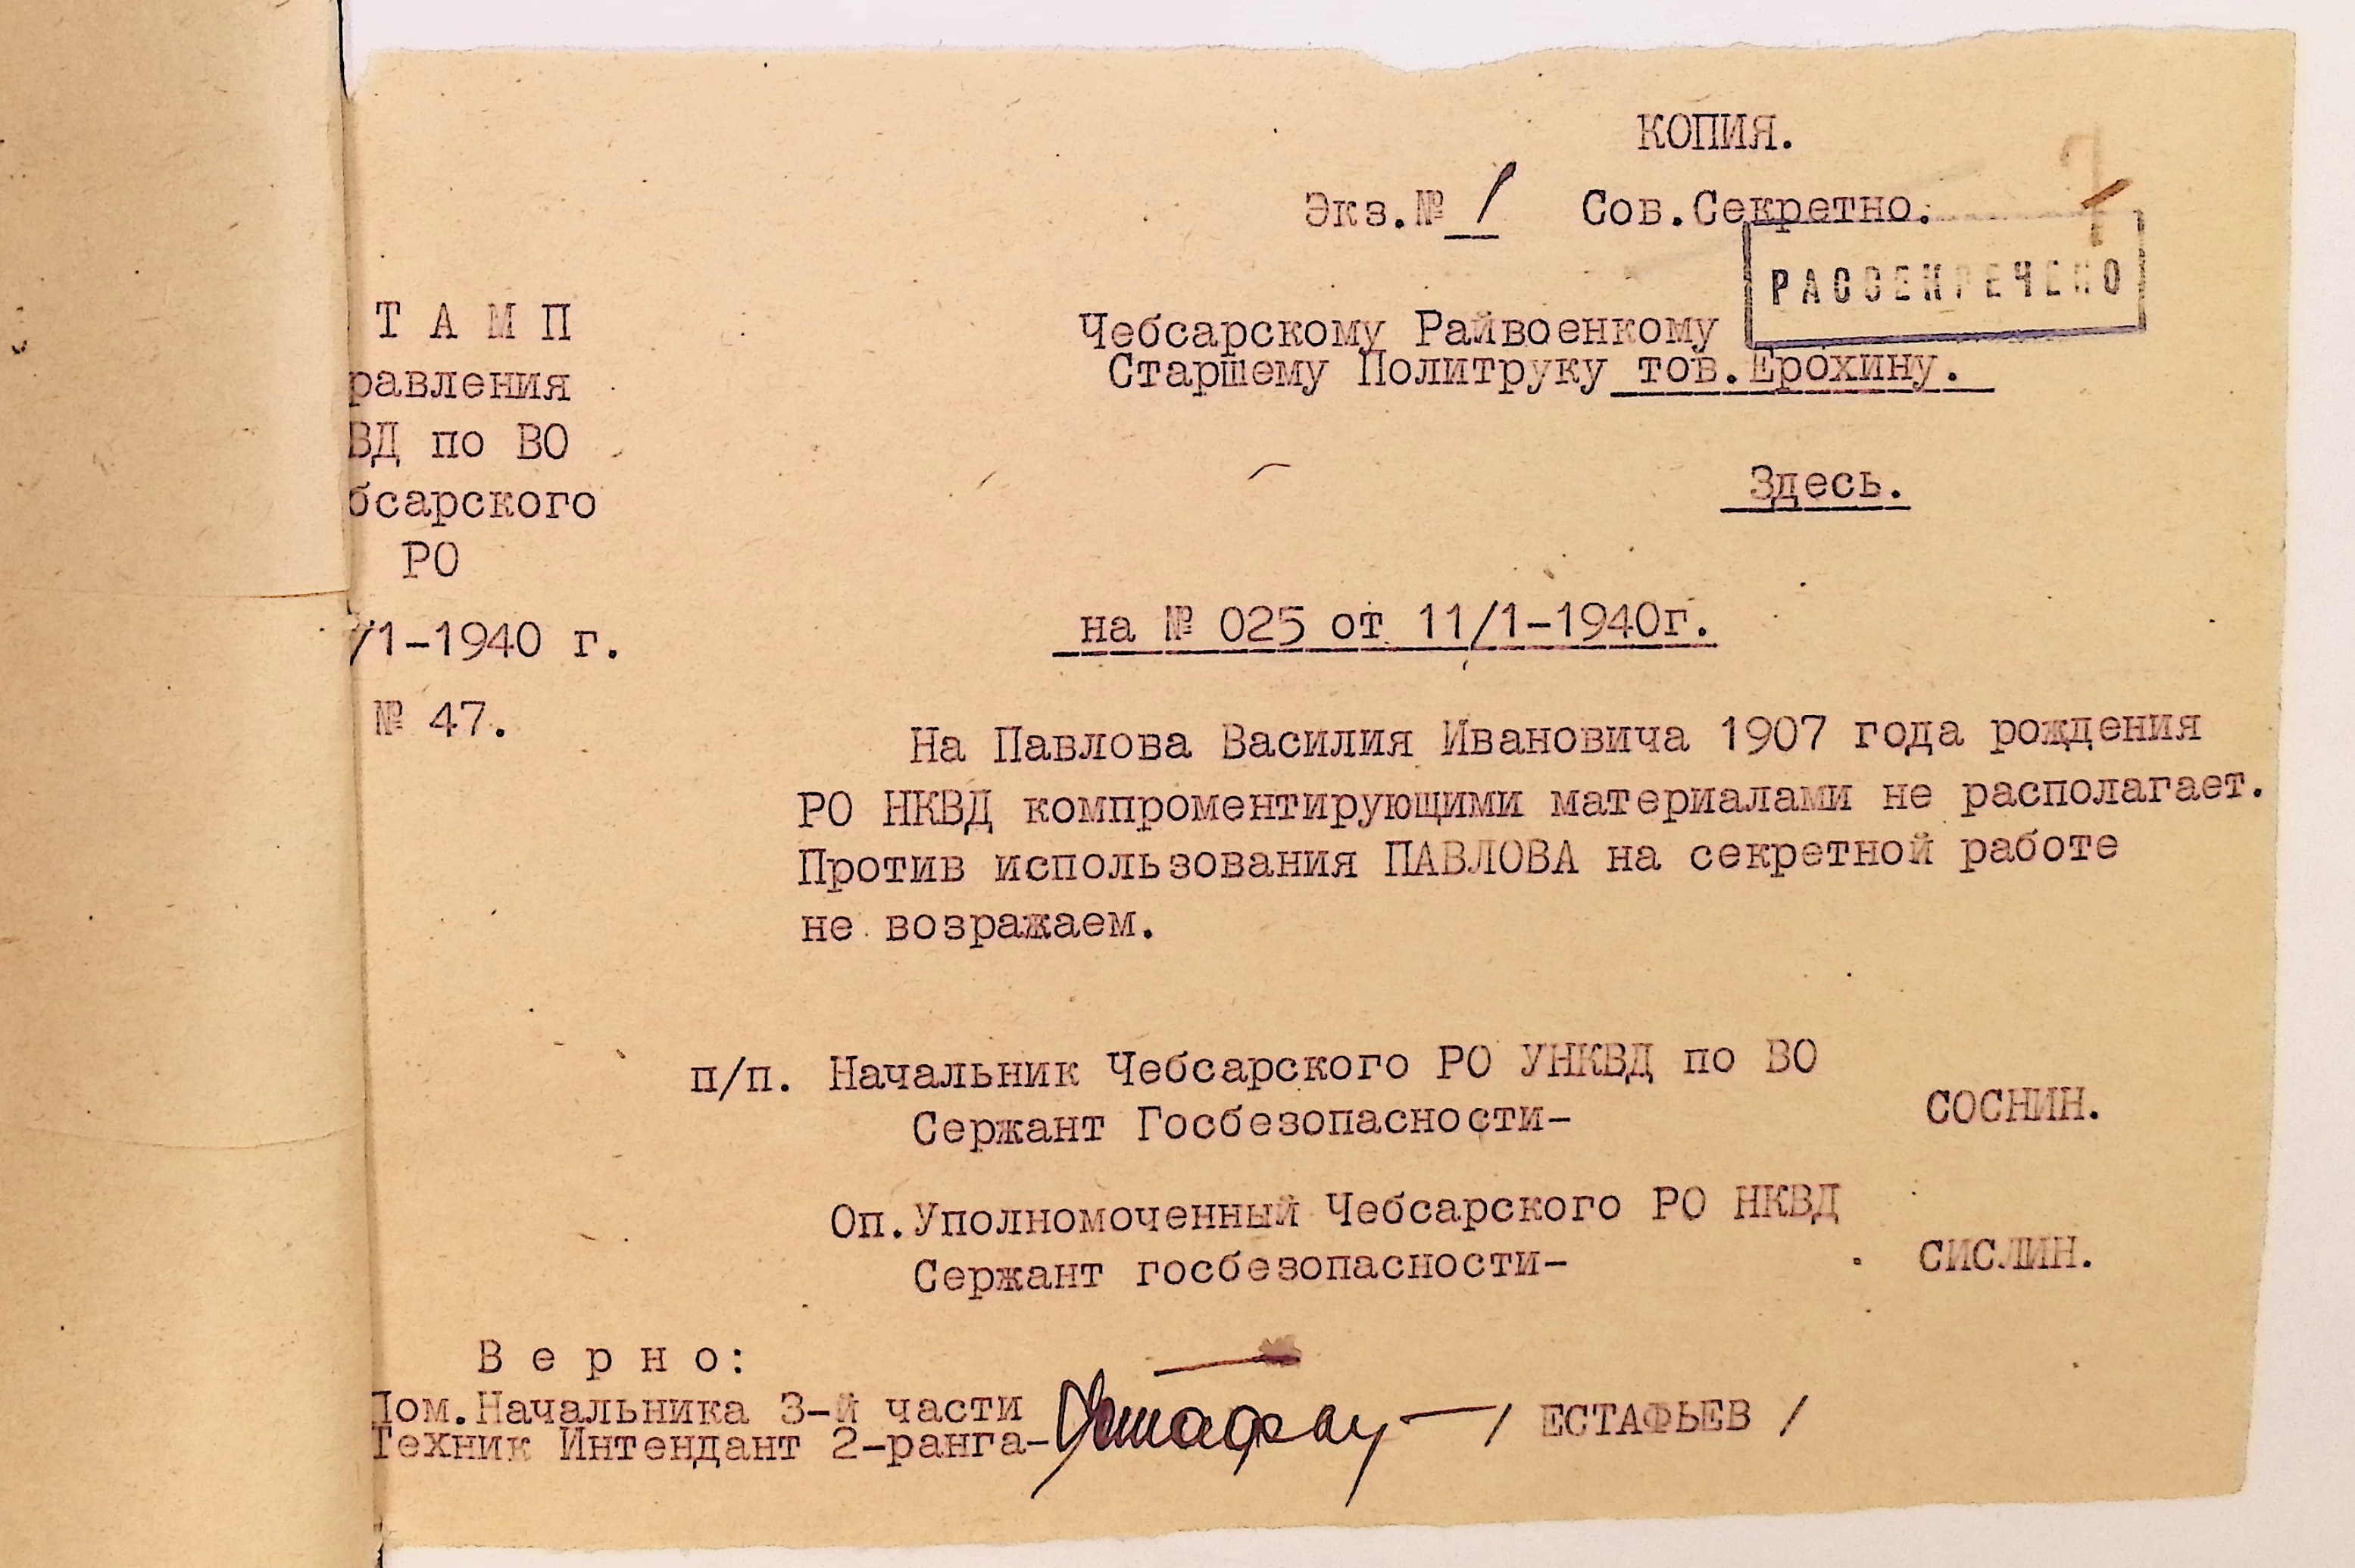 КОПИЯ.
Экз.№ 1 Сов.Секретно.
РАССЕКРЕЧЕНО
ТАМП
равления
ВД по ВО
бсарского
РО
/1-1940 г.
№ 47.
Чебсарскому Райвоенкому
Старшему Политруку тов.Ерохину.
Здесь.
на № 025 от 11/1-1940г.
На Павлова Василия Ивановича 1907 года рождения
РО НКВД компроментирующими материалами не располагает.
Против использования ПАВЛОВА на секретной работе
не возражаем.
п/п. Начальник Чебсарского РО УНКВД по ВО
Сержант Госбезопасности- СОСНИН.
Оп.Уполномоченный Чебсарского РО НКВД
Сержант госбезопасности- СИСЛИН.
Верно:
Пом.Начальника 3-й части
Техник Интендант 2-ранга- / ЕСТАФЬЕВ /